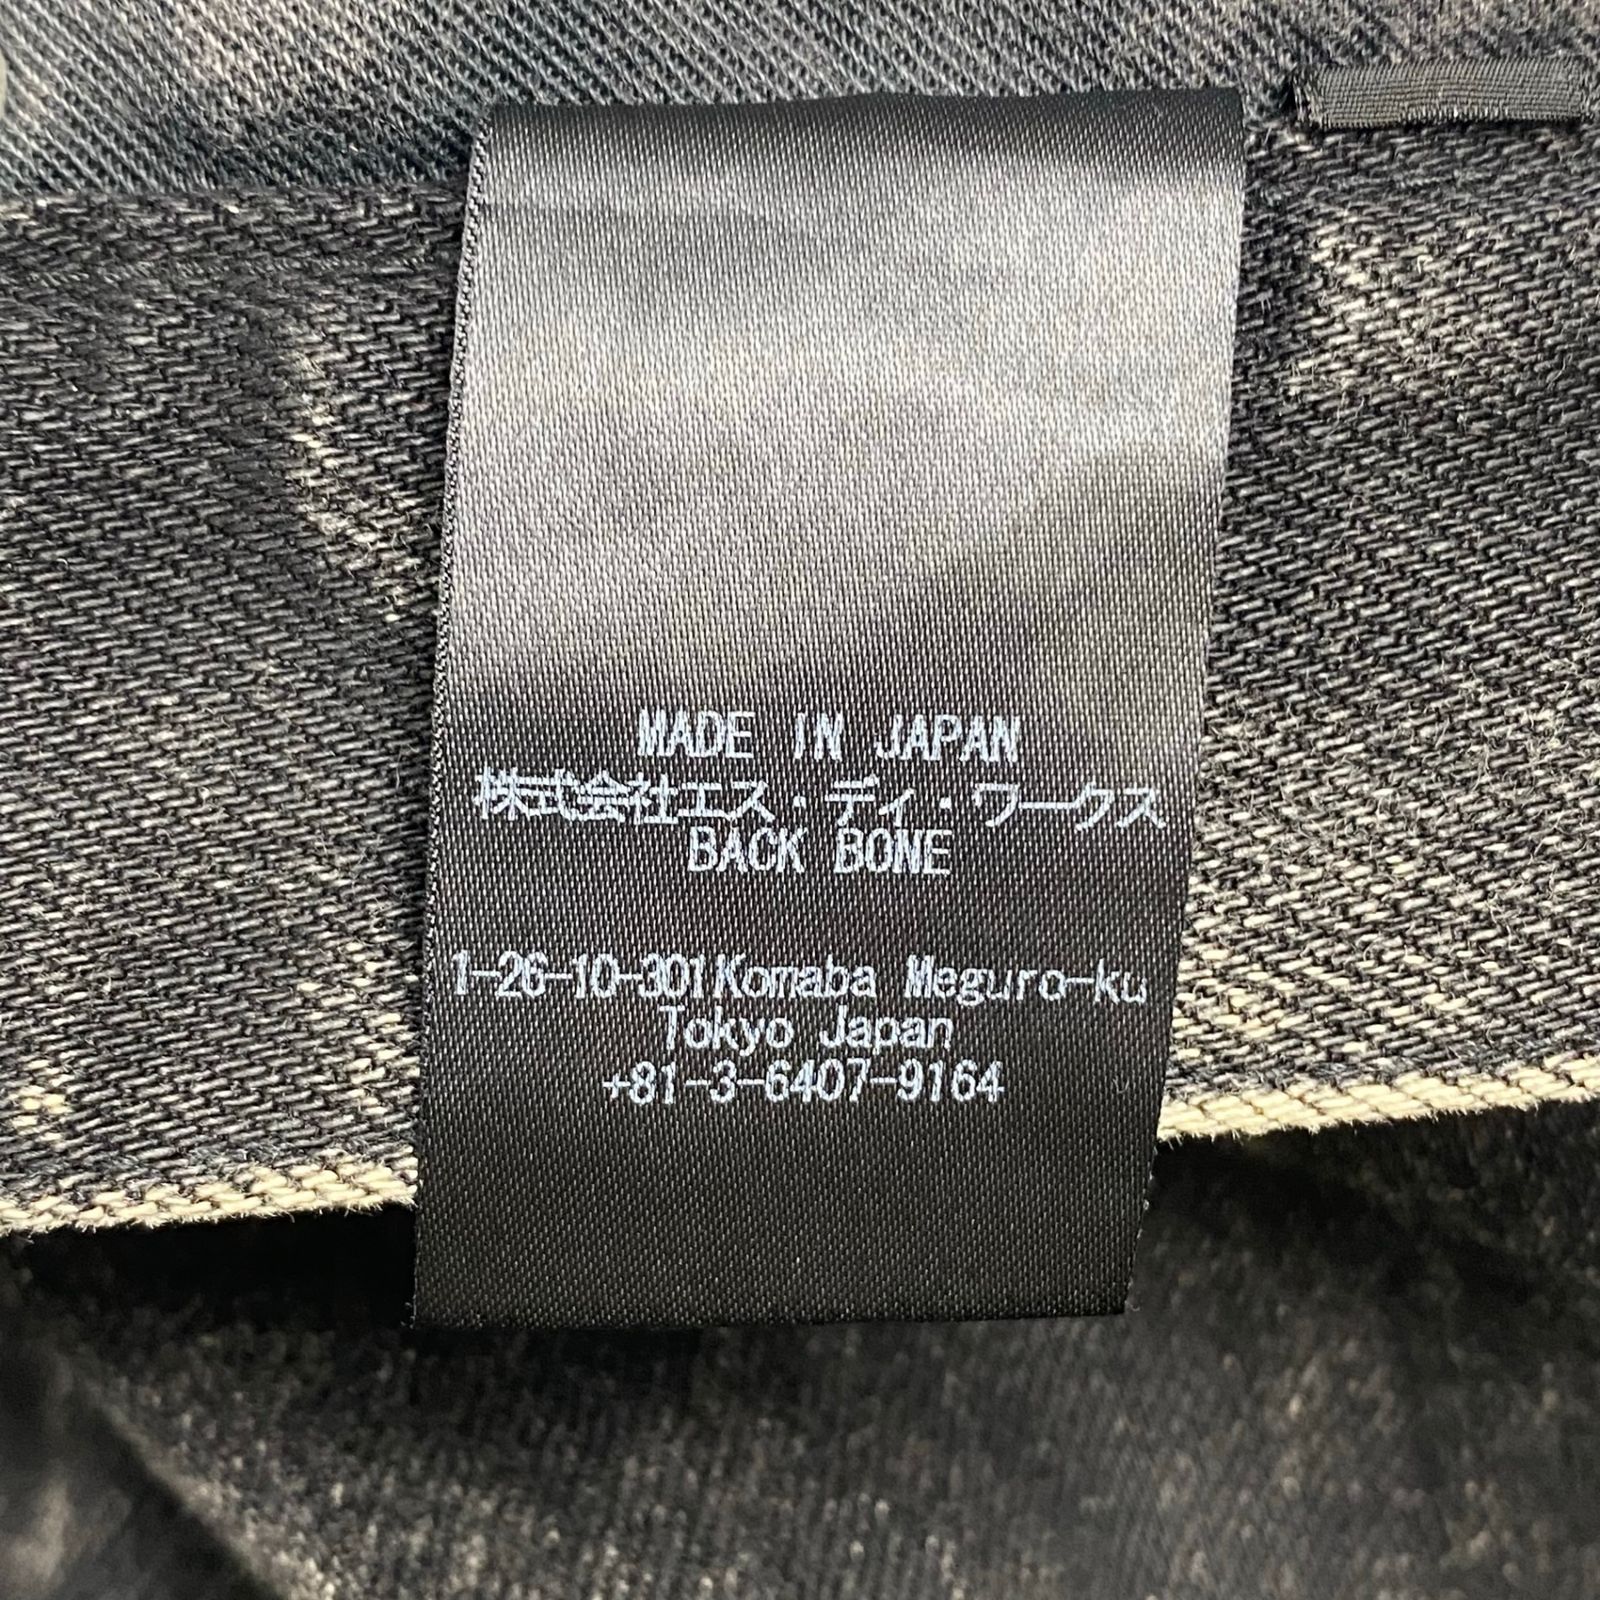 MADE IN JAPAN
株式会社エス・ディ・ワークス
BACK BONE
1-26-10-301Komaba Meguro-ku
Tokyo Japan
+81-3-6407-9164